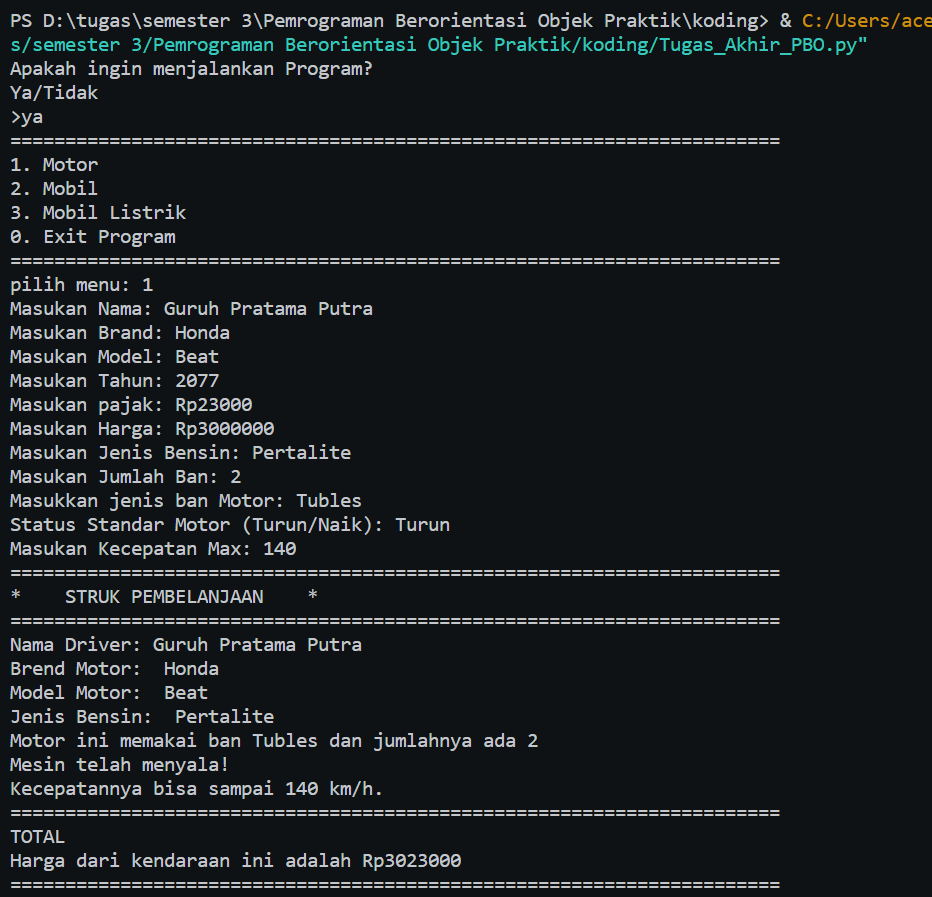 PS D:\tugas\semester 3\Pemrograman Berorientasi Objek Praktik\koding> & C:/Users/ace
s/semester 3/Pemrograman Berorientasi Objek Praktik/koding/Tugas_Akhir_PBO.py"
Apakah ingin menjalankan Program?
Ya/Tidak
>ya
======================================================================
1. Motor
2. Mobil
3. Mobil Listrik
0. Exit Program
======================================================================
pilih menu: 1
Masukan Nama: Guruh Pratama Putra
Masukan Brand: Honda
Masukan Model: Beat
Masukan Tahun: 2077
Masukan pajak: Rp23000
Masukan Harga: Rp3000000
Masukan Jenis Bensin: Pertalite
Masukan Jumlah Ban: 2
Masukkan jenis ban Motor: Tubles
Status Standar Motor (Turun/Naik): Turun
Masukan Kecepatan Max: 140
======================================================================
*    STRUK PEMBELANJAAN    *
======================================================================
Nama Driver: Guruh Pratama Putra
Brend Motor:  Honda
Model Motor:  Beat
Jenis Bensin:  Pertalite
Motor ini memakai ban Tubles dan jumlahnya ada 2
Mesin telah menyala!
Kecepatannya bisa sampai 140 km/h.
======================================================================
TOTAL
Harga dari kendaraan ini adalah Rp3023000
======================================================================